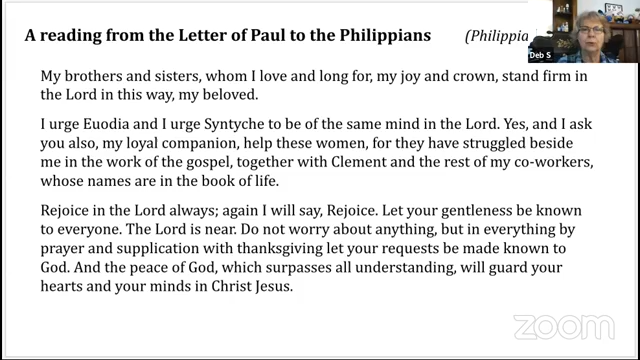 A reading from the Letter of Paul to the Philippians (Philippia
Deb S
My brothers and sisters, whom I love and long for, my joy and crown, stand firm in
the Lord in this way, my beloved.
I urge Euodia and I urge Syntyche to be of the same mind in the Lord. Yes, and I ask
you also, my loyal companion, help these women, for they have struggled beside
me in the work of the gospel, together with Clement and the rest of my co-workers,
whose names are in the book of life.
Rejoice in the Lord always; again I will say, Rejoice. Let your gentleness be known
to everyone. The Lord is near. Do not worry about anything, but in everything by
prayer and supplication with thanksgiving let your requests be made known to
God. And the peace of God, which surpasses all understanding, will guard your
hearts and your minds in Christ Jesus.
zoom